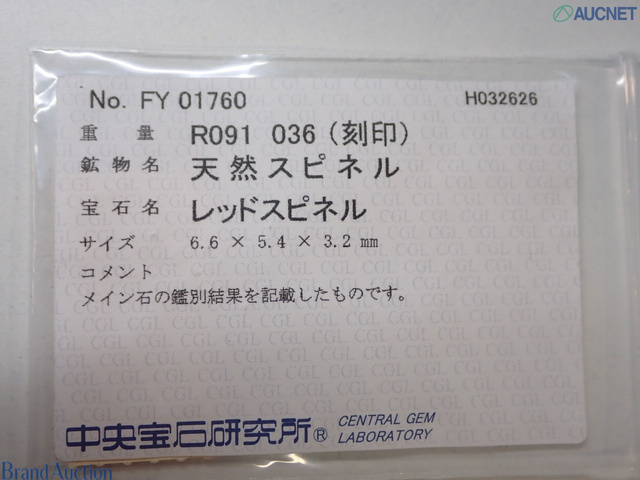 AUCNET
No. FY 01760 H032626
重量 R091 036 (刻印)
鉱物名 天然スピネル
宝石名 レッドスピネル
サイズ 6.6 × 5.4 × 3.2 mm
コメント
メイン石の鑑別結果を記載したものです。
中央宝石研究所® CENTRAL GEM
LABORATORY
Brand Auction